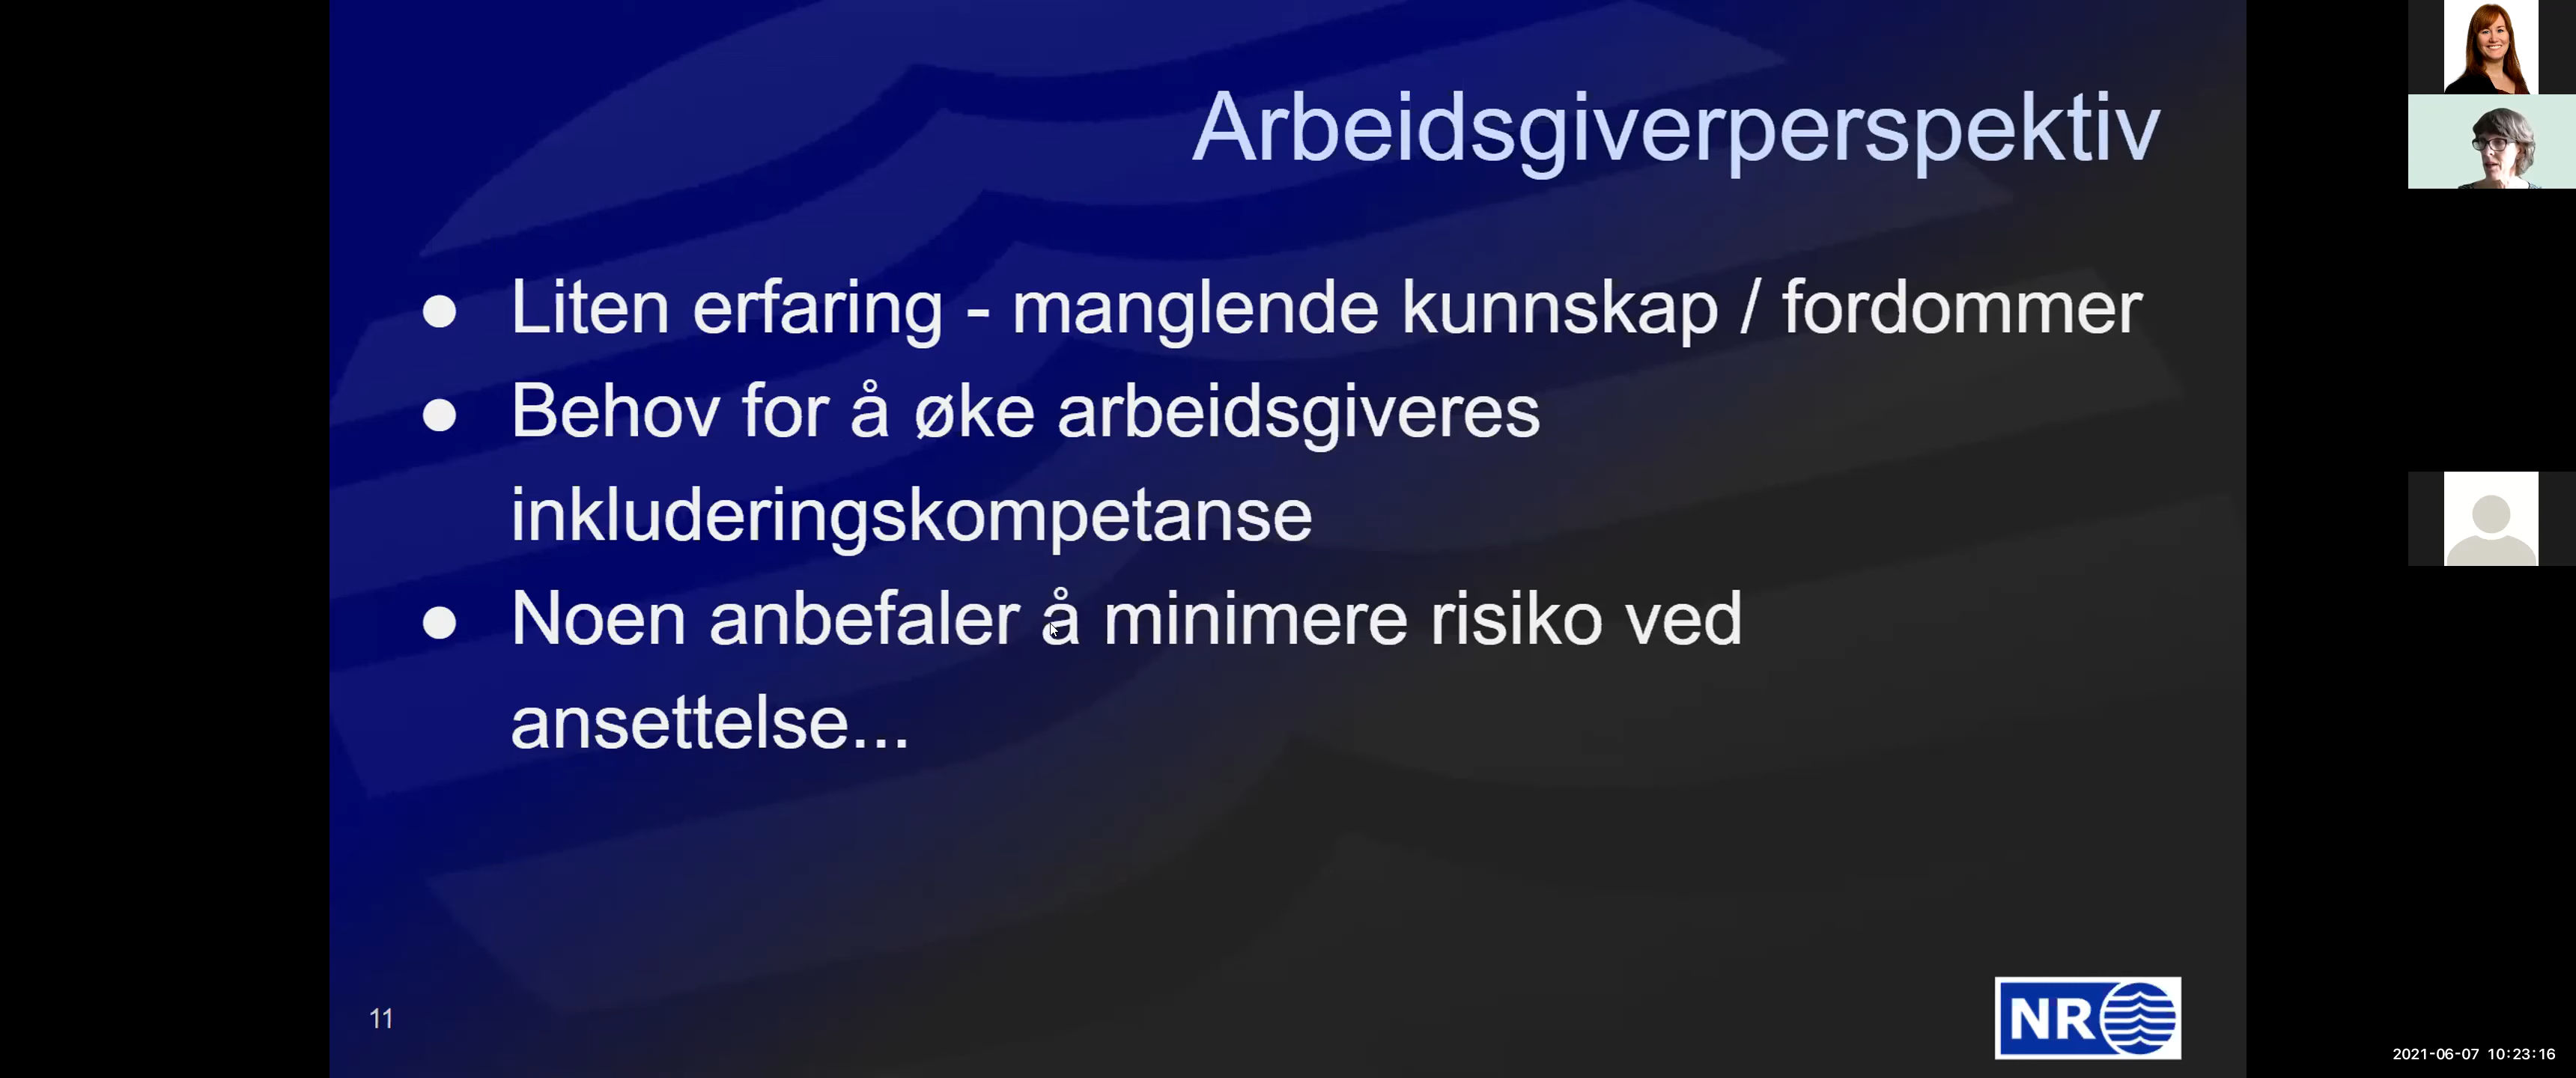 Arbeidsgiverperspektiv
● Liten erfaring - manglende kunnskap / fordommer
● Behov for å øke arbeidsgiveres
inkluderingskompetanse
● Noen anbefaler å minimere risiko ved
ansettelse...
11
NR
2021-06-07 10:23:16